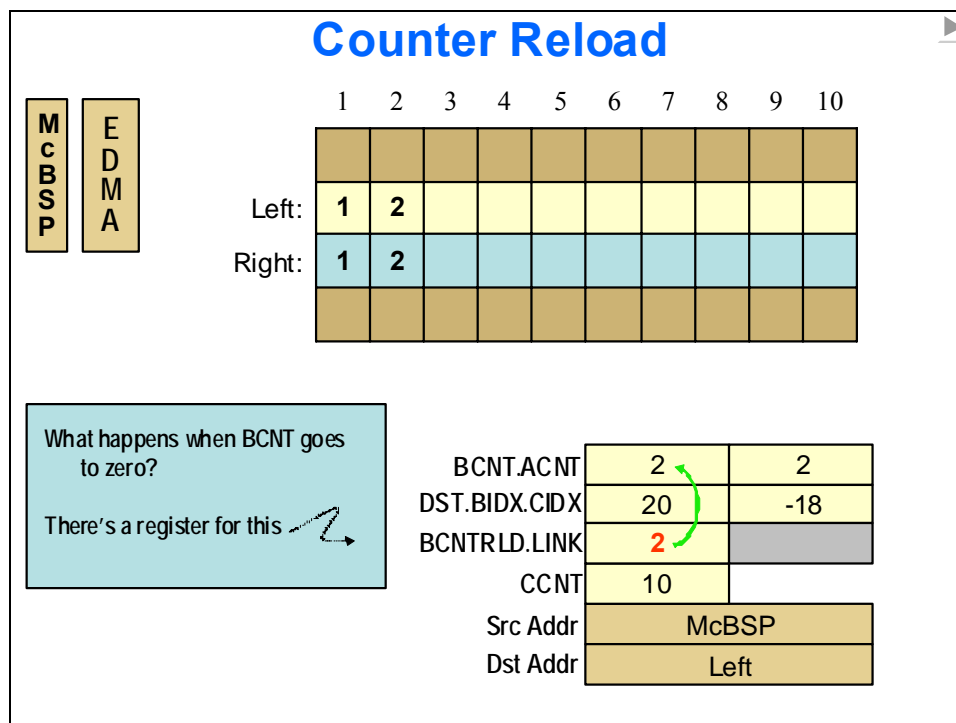 Counter Reload
McBSP
EDMA
1 2 3 4 5 6 7 8 9 10
Left: 1 2
Right: 1 2
What happens when BCNT goes
to zero?
There's a register for this
BCNT.ACNT 2 2
DST.BIDX.CIDX 20 -18
BCNTRLD.LINK 2
CCNT 10
Src Addr McBSP
Dst Addr Left